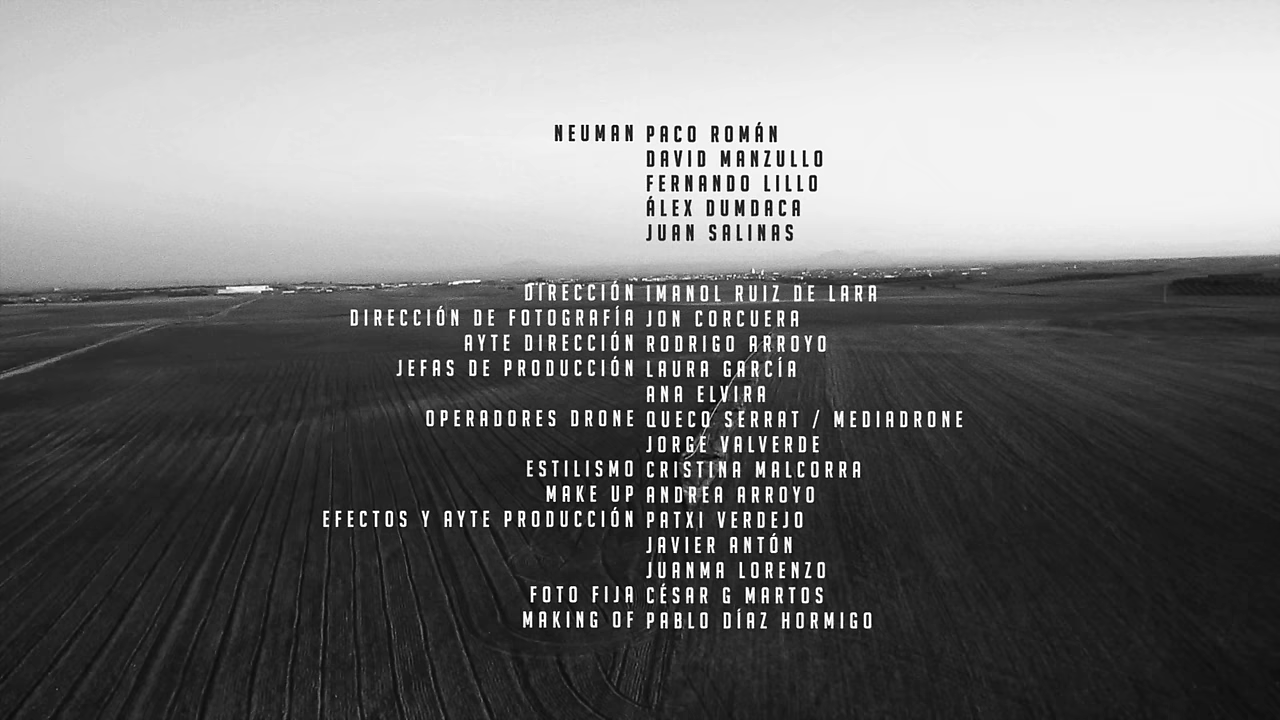 NEUMAN PACO ROMÁN
DAVID MANZULLO
FERNANDO LILLO
ÁLEX DUMDACA
JUAN SALINAS
DIRECCIÓN IMANOL RUIZ DE LARA
DIRECCIÓN DE FOTOGRAFÍA JON CORCUERA
AYTE DIRECCIÓN RODRIGO ARROYO
JEFAS DE PRODUCCIÓN LAURA GARCÍA
ANA ELVIRA
OPERADORES DRONE QUECO SERRAT / MEDIADRONE
JORGE VALVERDE
ESTILISMO CRISTINA MALCORRA
MAKE UP ANDREA ARROYO
EFECTOS Y AYTE PRODUCCIÓN PATXI VERDEJO
JAVIER ANTÓN
JUANMA LORENZO
FOTO FIJA CÉSAR G MARTOS
MAKING OF PABLO DÍAZ HORMIGO